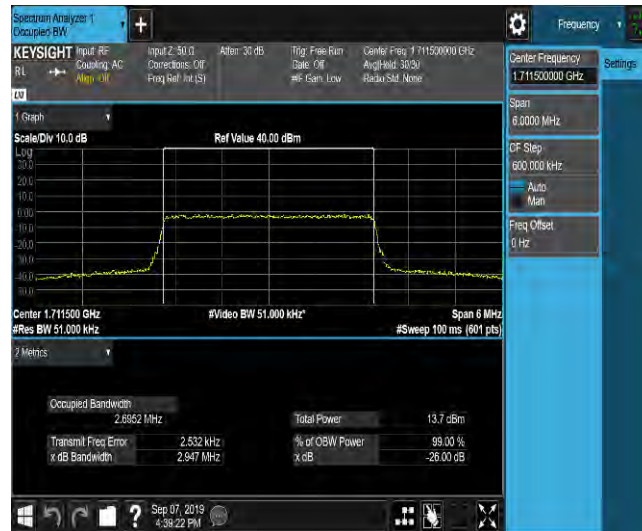 Spectrum Analyzer 1
Occupied BW
+
Frequency
KEYSIGHT Input: RF
RL
Coupling: AC
Align: Off
Input Z: 50 Ω
Corrections: Off
Freq Ref: Int (S)
Atten: 30 dB
Trig: Free Run
Gate: Off
#IF Gain: Low
Center Freq: 1.711500000 GHz
Avg|Hold: 30/30
Radio Std: None
LXI
Center Frequency
1.711500000 GHz
Settings
Span
6.0000 MHz
CF Step
600.000 kHz
Auto
Man
Freq Offset
0 Hz
1 Graph
Scale/Div 10.0 dB
Ref Value 40.00 dBm
Log
30.0
20.0
10.0
0.00
-10.0
-20.0
-30.0
-40.0
-50.0
Center 1.711500 GHz
#Video BW 51.000 kHz*
Span 6 MHz
#Res BW 51.000 kHz
#Sweep 100 ms (601 pts)
2 Metrics
Occupied Bandwidth
2.6952 MHz
Total Power 13.7 dBm
Transmit Freq Error 2.532 kHz
% of OBW Power 99.00 %
x dB Bandwidth 2.947 MHz
x dB -26.00 dB
?
Sep 07, 2019
4:39:22 PM